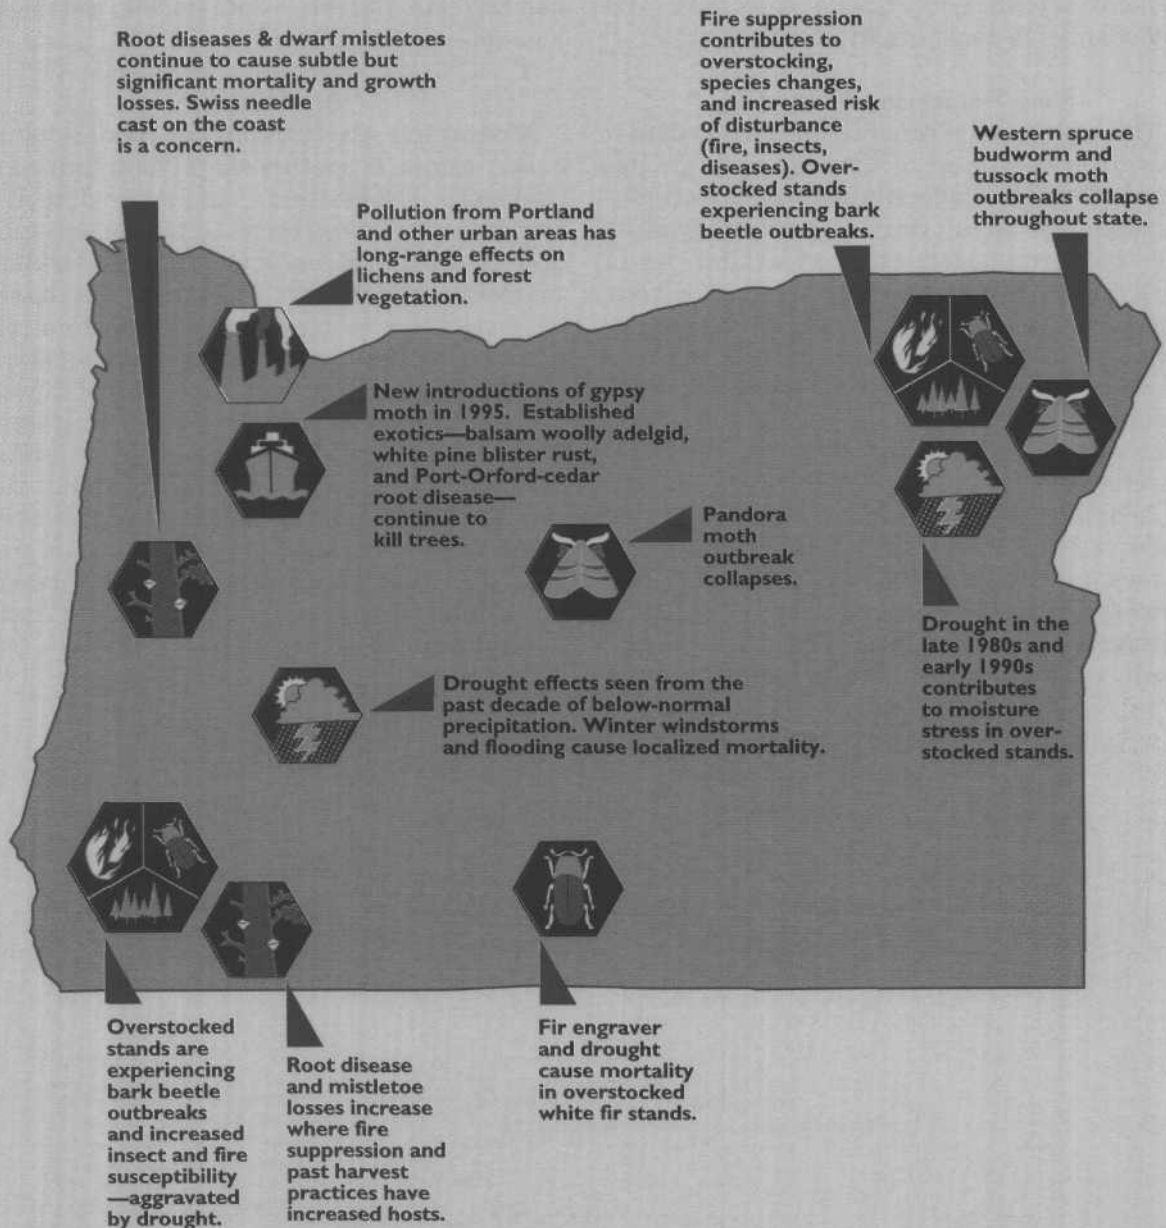 Root diseases & dwarf mistletoes
continue to cause subtle but
significant mortality and growth
losses. Swiss needle
cast on the coast
is a concern.
Fire suppression
contributes to
overstocking,
species changes,
and increased risk
of disturbance
(fire, insects,
diseases). Over-
stocked stands
experiencing bark
beetle outbreaks.
Western spruce
budworm and
tussock moth
outbreaks collapse
throughout state.
Pollution from Portland
and other urban areas has
long-range effects on
lichens and forest
vegetation.
New introductions of gypsy
moth in 1995. Established
exotics—balsam woolly adelgid,
white pine blister rust,
and Port-Orford-cedar
root disease—
continue to
kill trees.
Pandora
moth
outbreak
collapses.
Drought in the
late 1980s and
early 1990s
contributes
to moisture
stress in over-
stocked stands.
Drought effects seen from the
past decade of below-normal
precipitation. Winter windstorms
and flooding cause localized mortality.
Overstocked
stands are
experiencing
bark beetle
outbreaks
and increased
insect and fire
susceptibility
—aggravated
by drought.
Root disease
and mistletoe
losses increase
where fire
suppression and
past harvest
practices have
increased hosts.
Fir engraver
and drought
cause mortality
in overstocked
white fir stands.